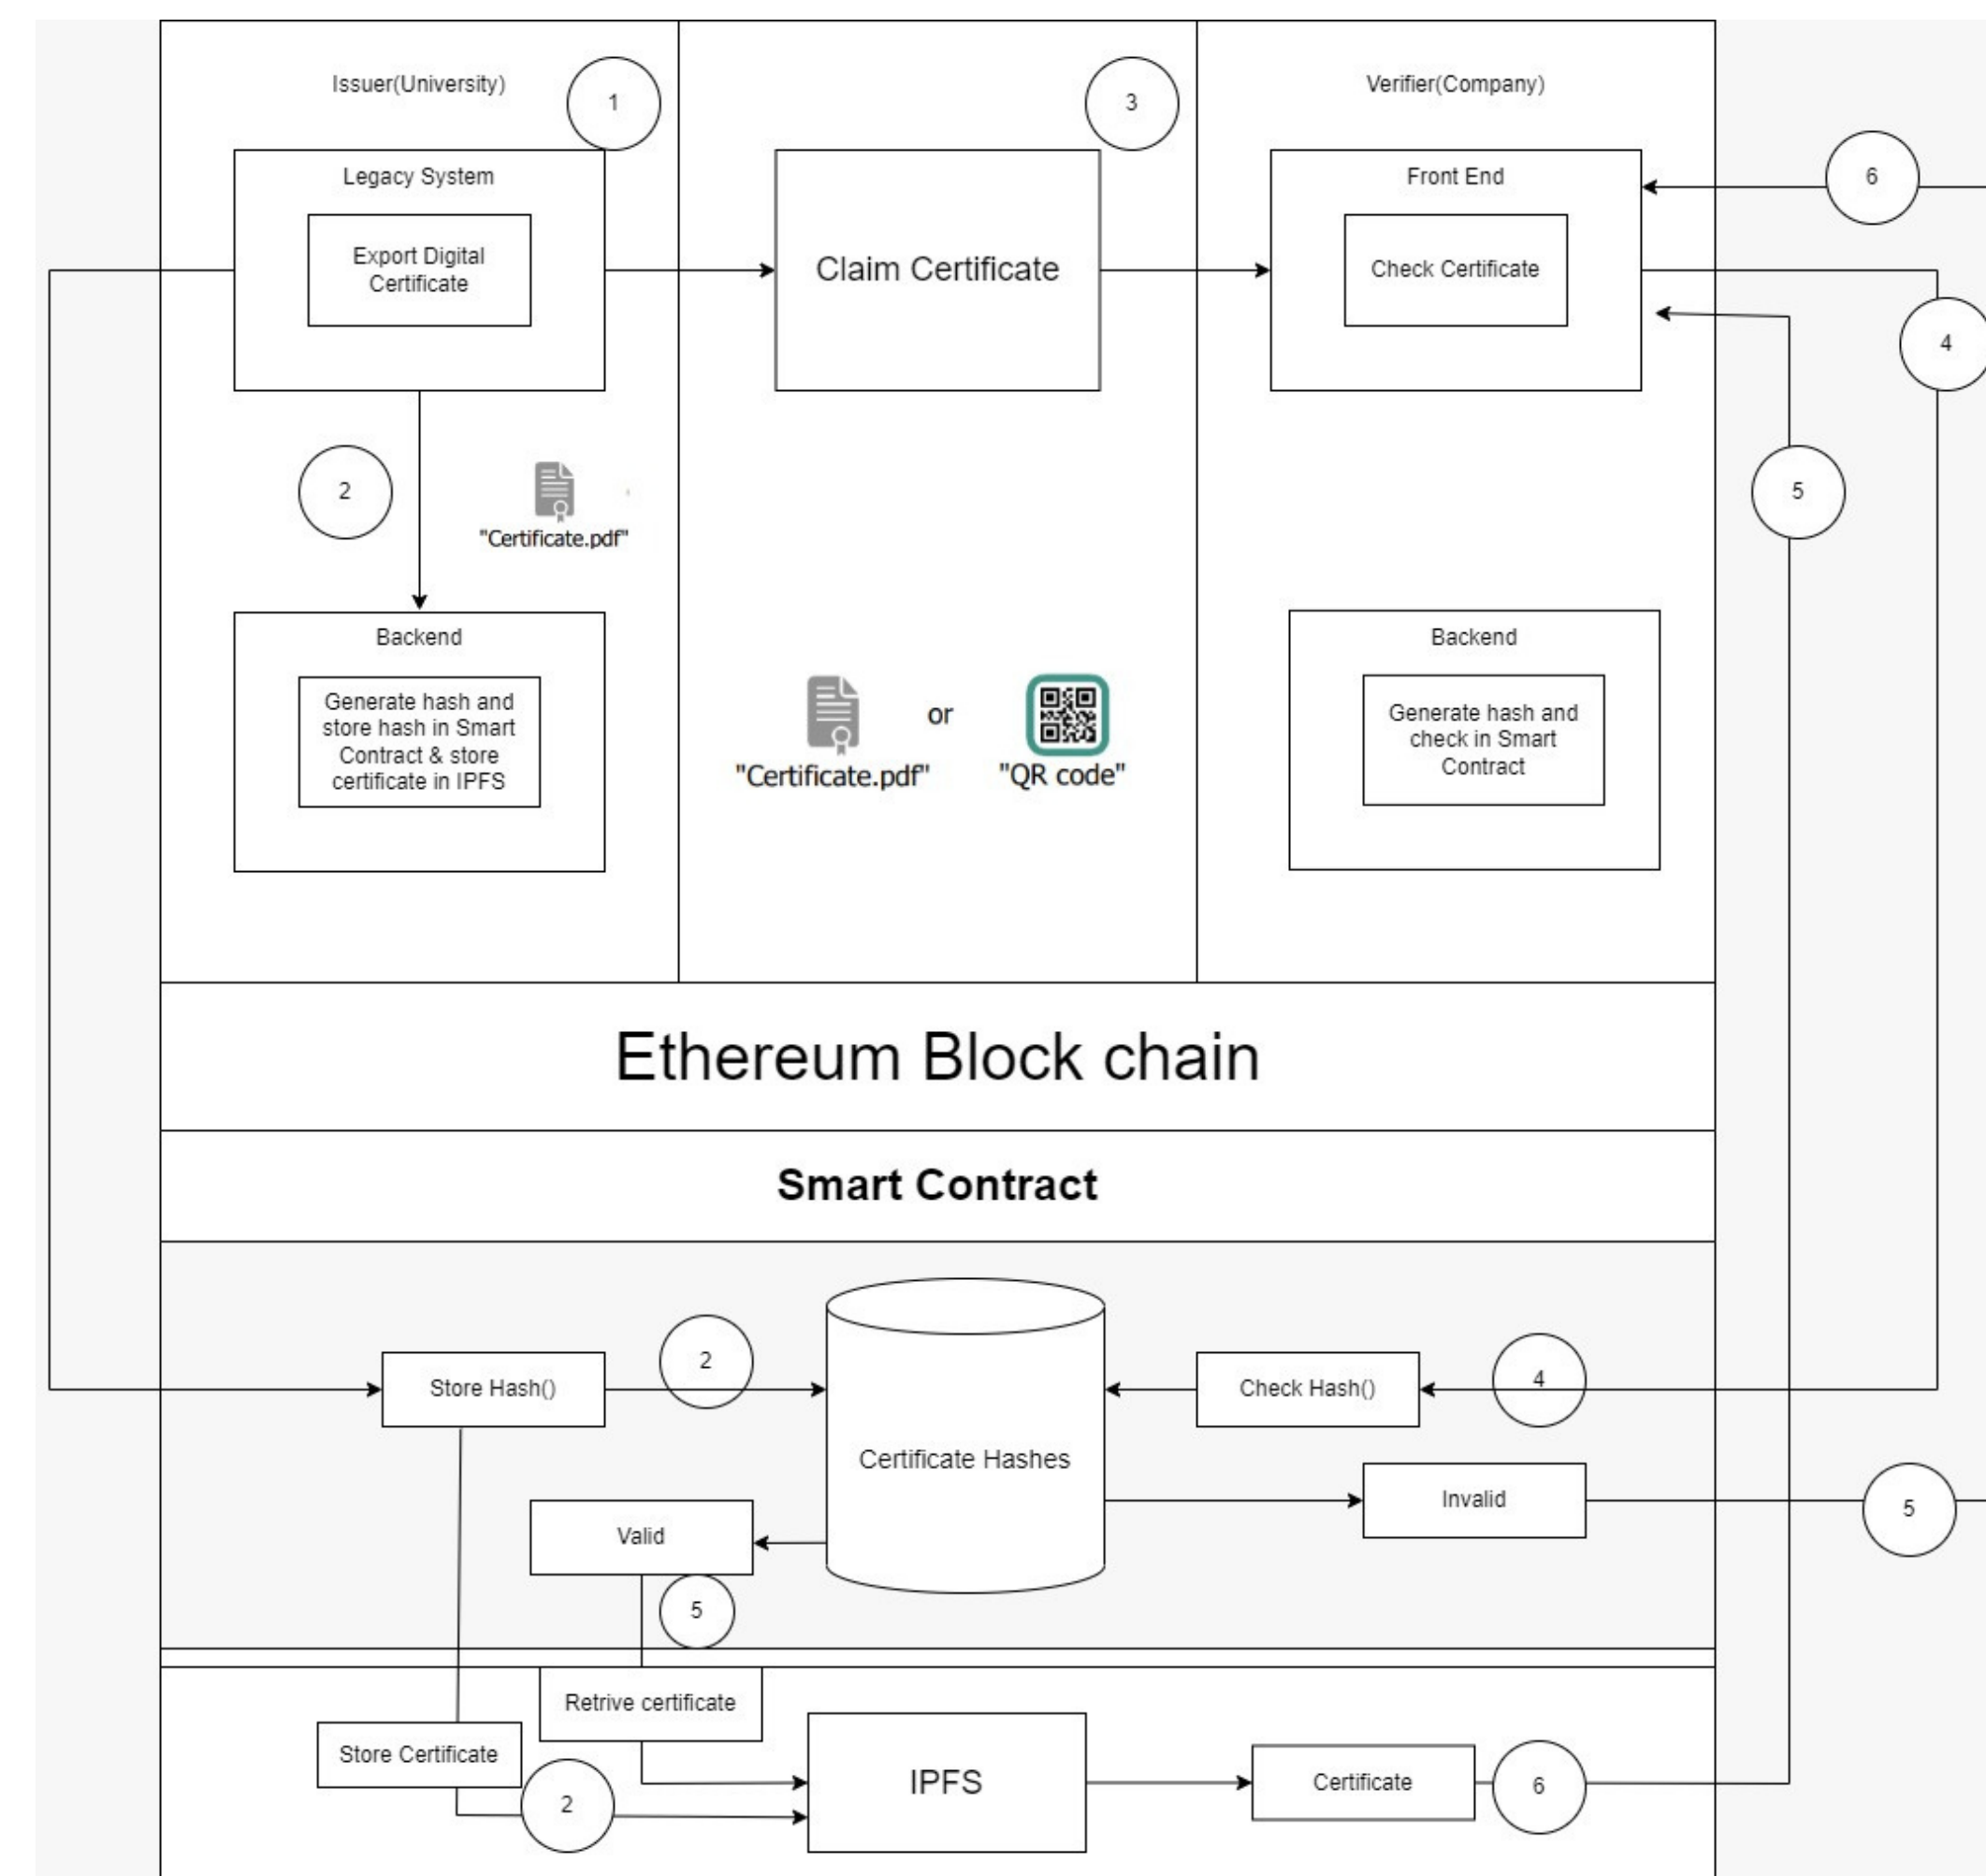 Issuer(University)
1
3
Verifier(Company)
Legacy System
Export Digital
Certificate
Claim Certificate
Front End
Check Certificate
6
4
2
"Certificate.pdf"
5
Backend
Generate hash and
store hash in Smart
Contract & store
certificate in IPFS
or
"Certificate.pdf"
"QR code"
Backend
Generate hash and
check in Smart
Contract
Ethereum Block chain
Smart Contract
Store Hash()
2
Certificate Hashes
Check Hash()
4
Valid
Invalid
5
5
Retrive certificate
Store Certificate
2
IPFS
Certificate
6